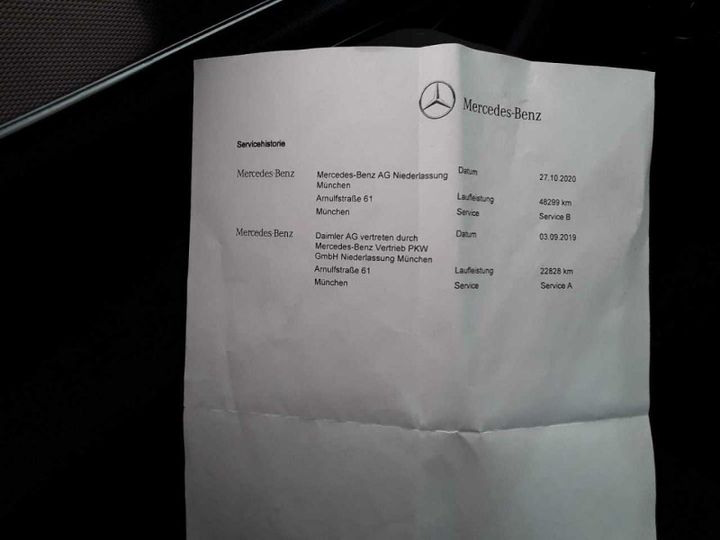 Mercedes-Benz
Servicehistorie
Mercedes-Benz Mercedes-Benz AG Niederlassung Datum 27.10.2020
München
Arnulfstraße 61 Laufleistung 48299 km
München Service Service B
Mercedes-Benz Daimler AG vertreten durch Datum 03.09.2019
Mercedes-Benz Vertrieb PKW
GmbH Niederlassung München
Arnulfstraße 61 Laufleistung 22828 km
München Service Service A